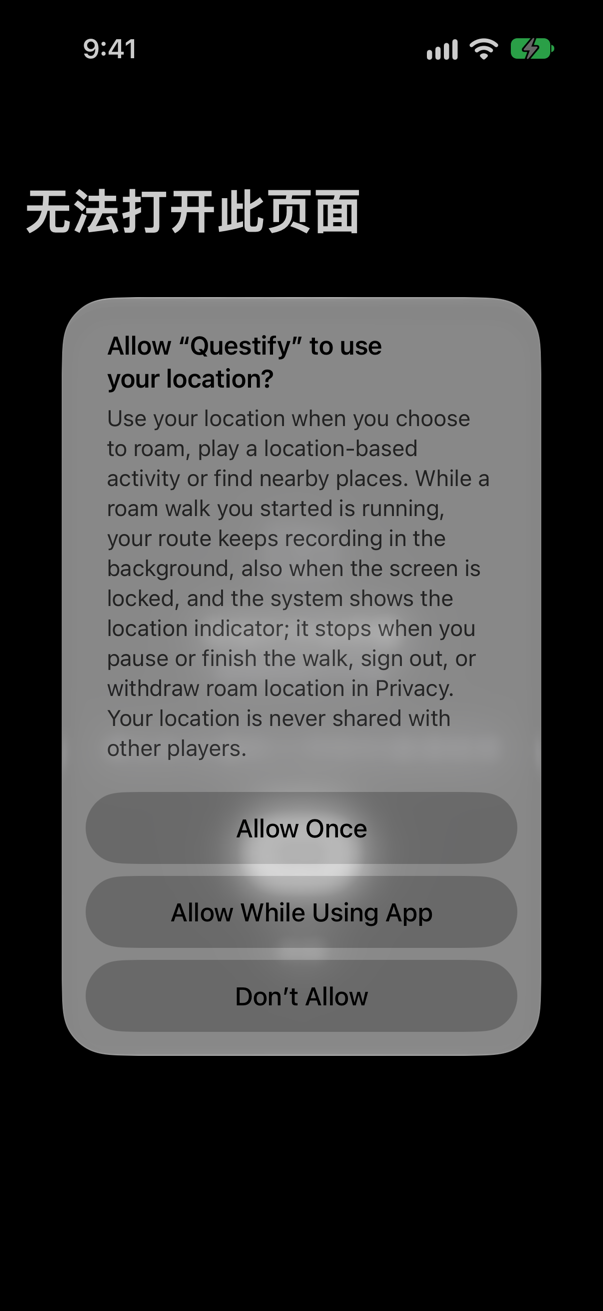 9:41
无法打开此页面
Allow “Questify” to use
your location?
Use your location when you choose
to roam, play a location-based
activity or find nearby places. While a
roam walk you started is running,
your route keeps recording in the
background, also when the screen is
locked, and the system shows the
location indicator; it stops when you
pause or finish the walk, sign out, or
withdraw roam location in Privacy.
Your location is never shared with
other players.
Allow Once
Allow While Using App
Don’t Allow